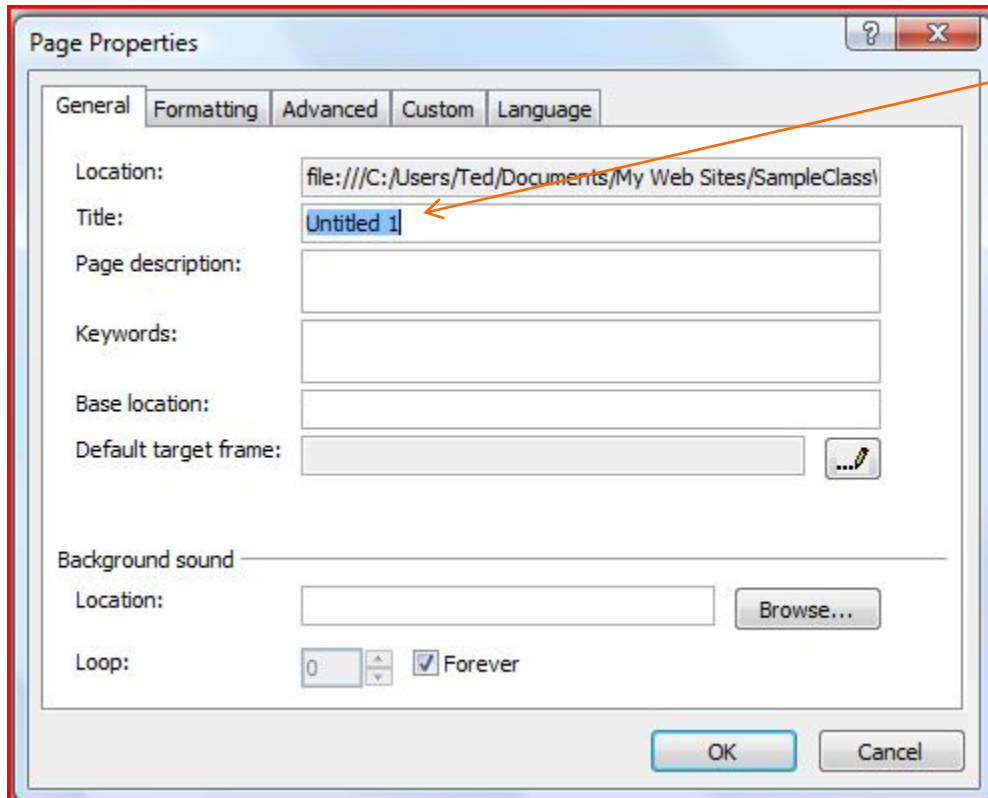 Page Properties
General Formatting Advanced Custom Language
Location: file:///C:/Users/Ted/Documents/My Web Sites/SampleClass\
Title: Untitled 1
Page description:
Keywords:
Base location:
Default target frame: ...
Background sound
Location: Browse...
Loop: 0 Forever
OK Cancel